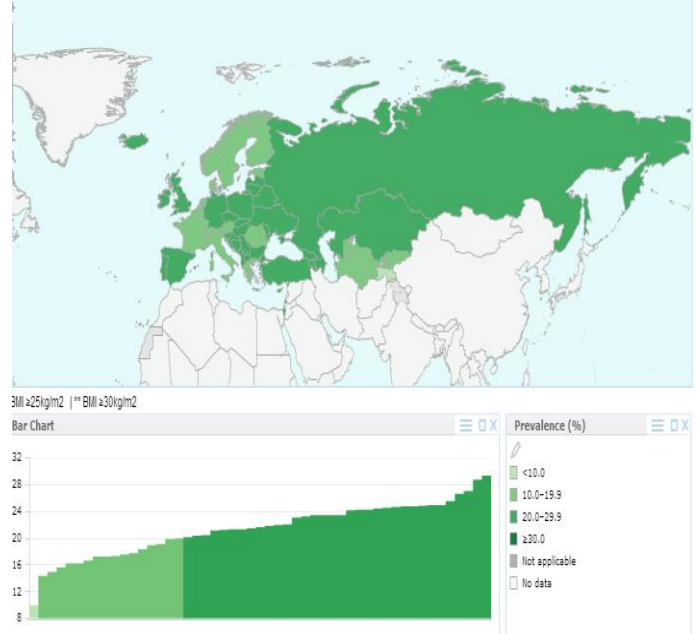 BMI ≥25kg/m2 | ** BMI ≥30kg/m2
Bar Chart
32
28
24
20
16
12
8
Prevalence (%)
<10.0
10.0-19.9
20.0-29.9
≥30.0
Not applicable
No data